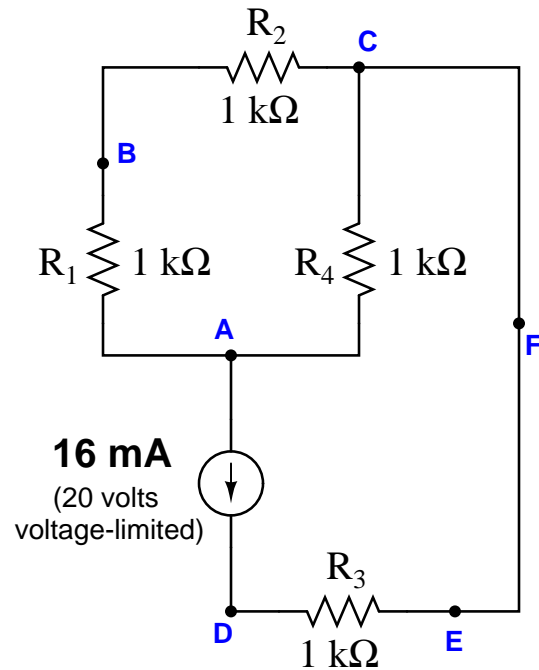 R2
C
1 kΩ
B
R1
1 kΩ
R4
1 kΩ
A
F
16 mA
(20 volts
voltage-limited)
R3
D
E
1 kΩ